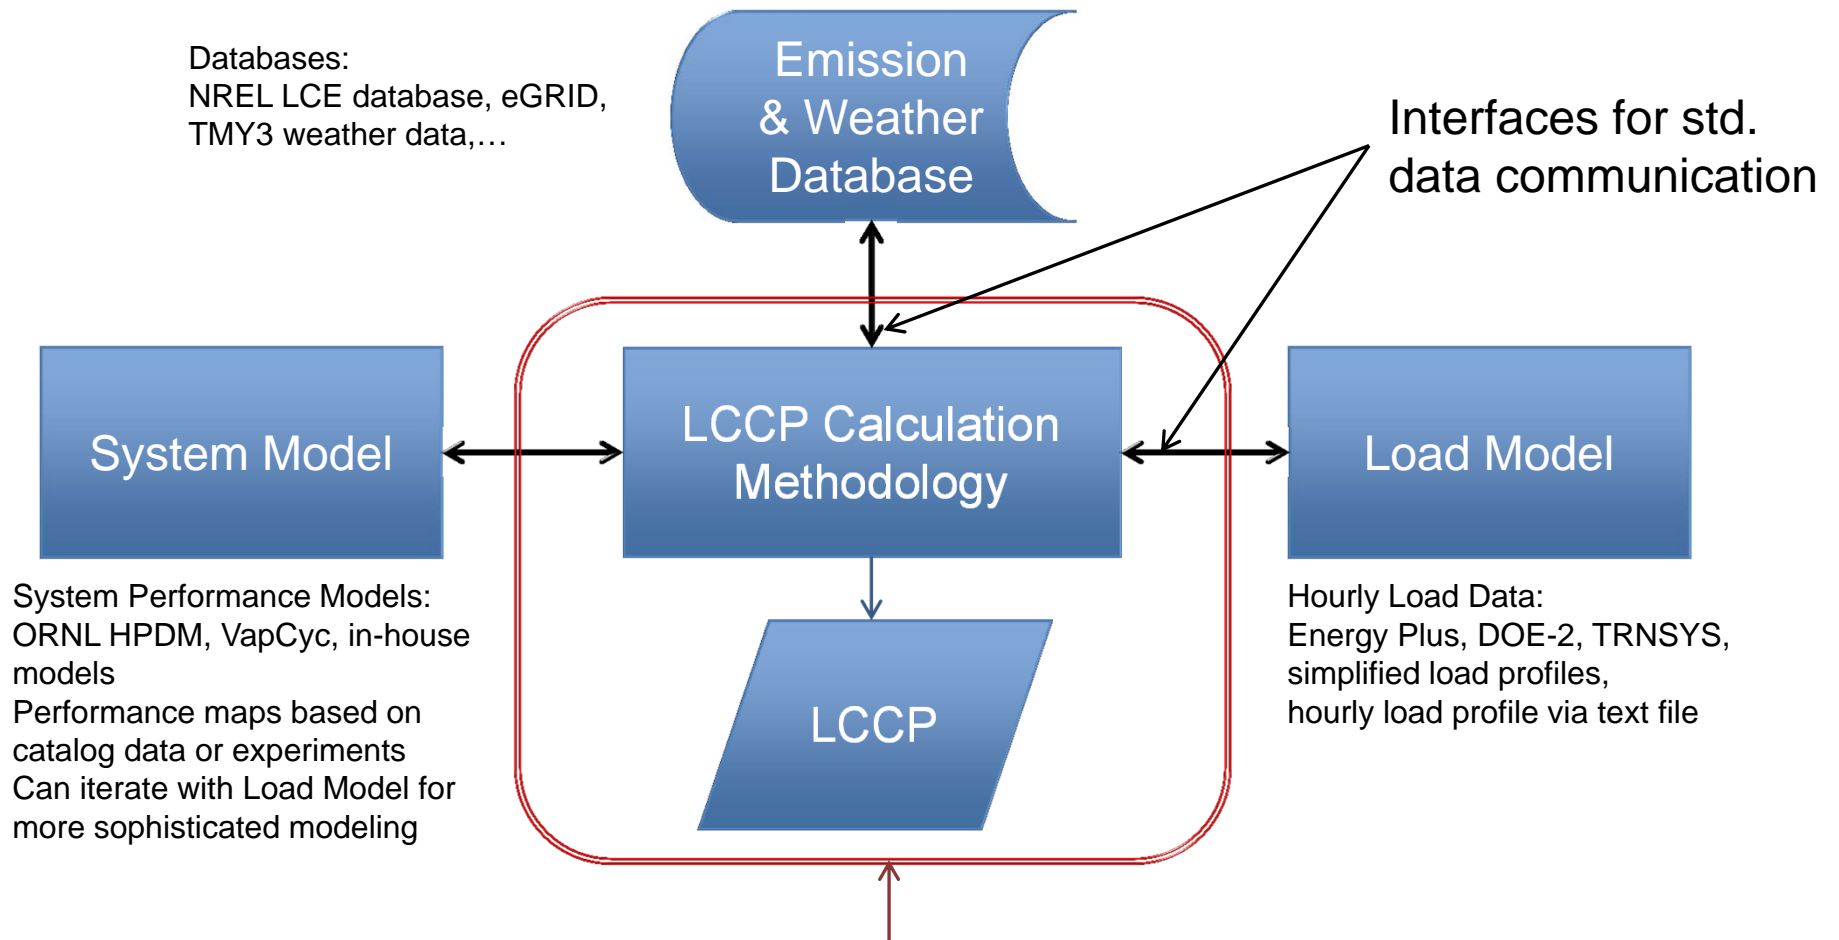 Databases:
NREL LCE database, eGRID,
TMY3 weather data,…
Emission
& Weather
Database
Interfaces for std.
data communication
System Model
LCCP Calculation
Methodology
Load Model
System Performance Models:
ORNL HPDM, VapCyc, in-house
models
Performance maps based on
catalog data or experiments
Can iterate with Load Model for
more sophisticated modeling
LCCP
Hourly Load Data:
Energy Plus, DOE-2, TRNSYS,
simplified load profiles,
hourly load profile via text file